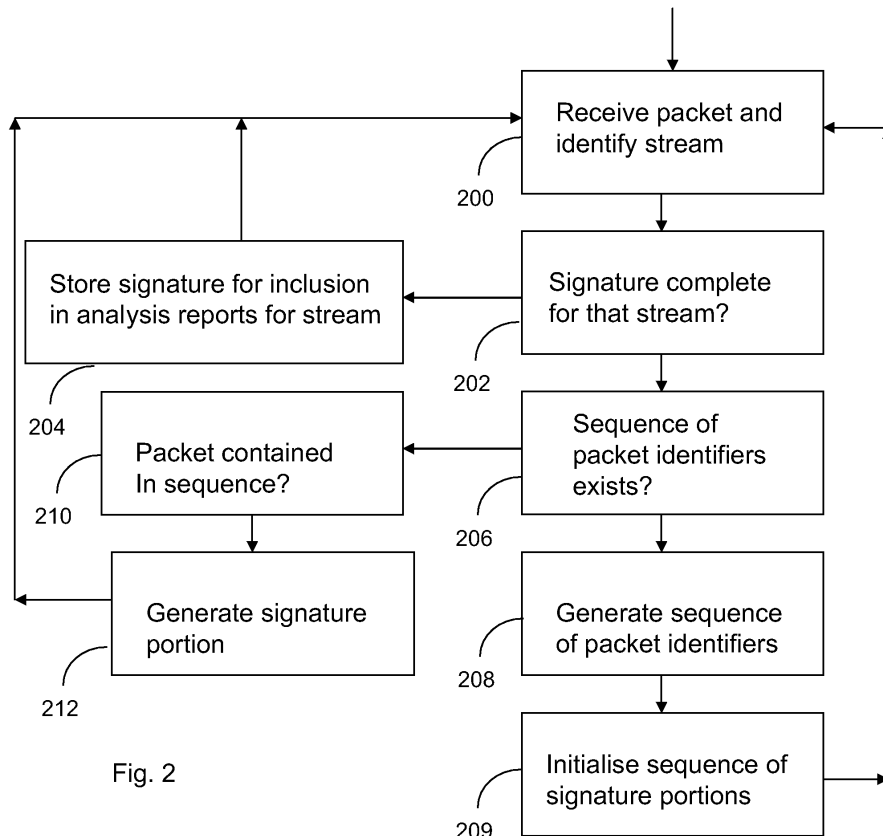 Receive packet and
identify stream
200
Store signature for inclusion
in analysis reports for stream
204
Signature complete
for that stream?
202
Packet contained
In sequence?
210
Sequence of
packet identifiers
exists?
206
Generate signature
portion
212
Generate sequence
of packet identifiers
208
Initialise sequence of
signature portions
209
Fig. 2